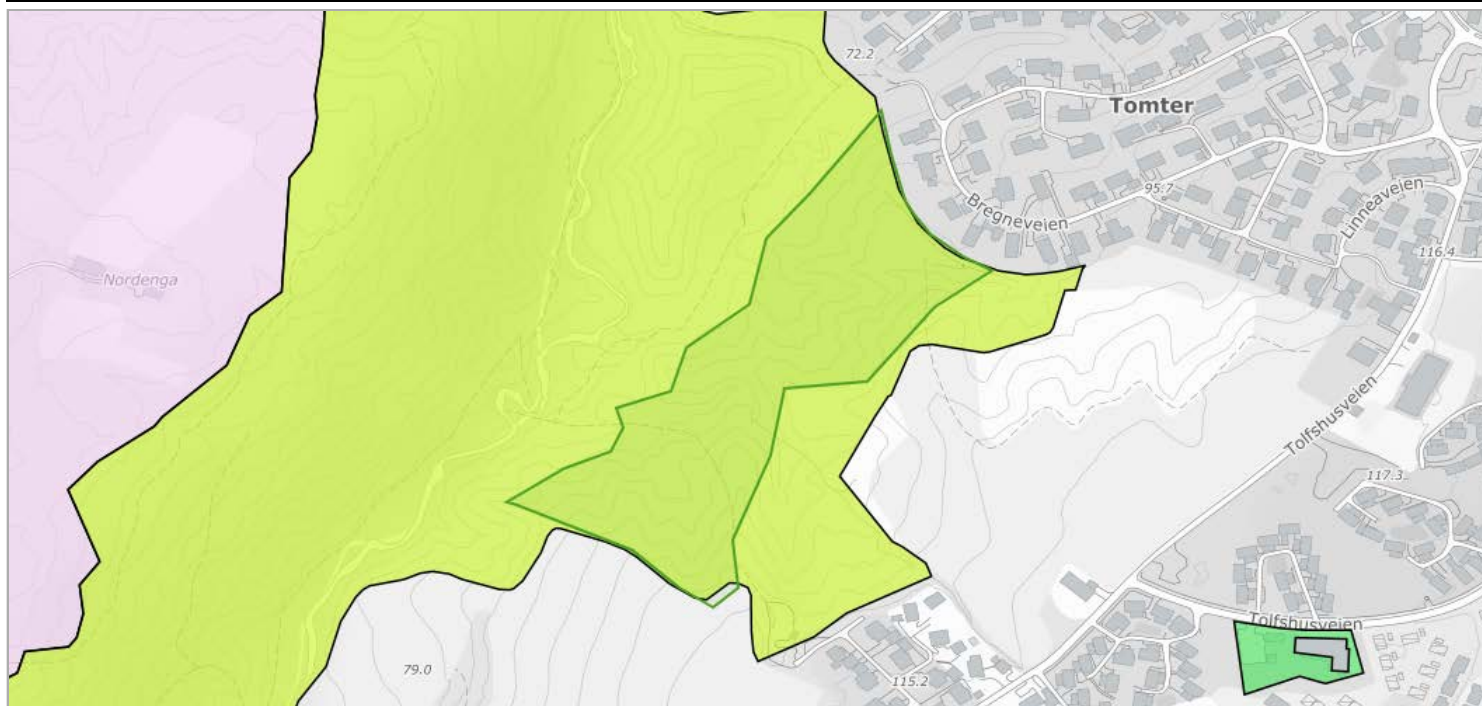 72.2
Tomter
95.7
Linneaveien
Bregneveien
116.4
Nordenga
Tolfshusveien
117.3
Tolfshusveien
79.0
115.2